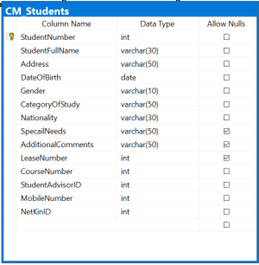 CM_Students
Column Name Data Type Allow Nulls
StudentNumber int
StudentFullName varchar(30)
Address varchar(50)
DateOfBirth date
Gender varchar(10)
CategoryOfStudy varchar(50)
Nationality varchar(30)
SpecailNeeds varchar(50)
AdditionalComments varchar(50)
LeaseNumber int
CourseNumber int
StudentAdvisorID int
MobileNumber int
NetKinID int